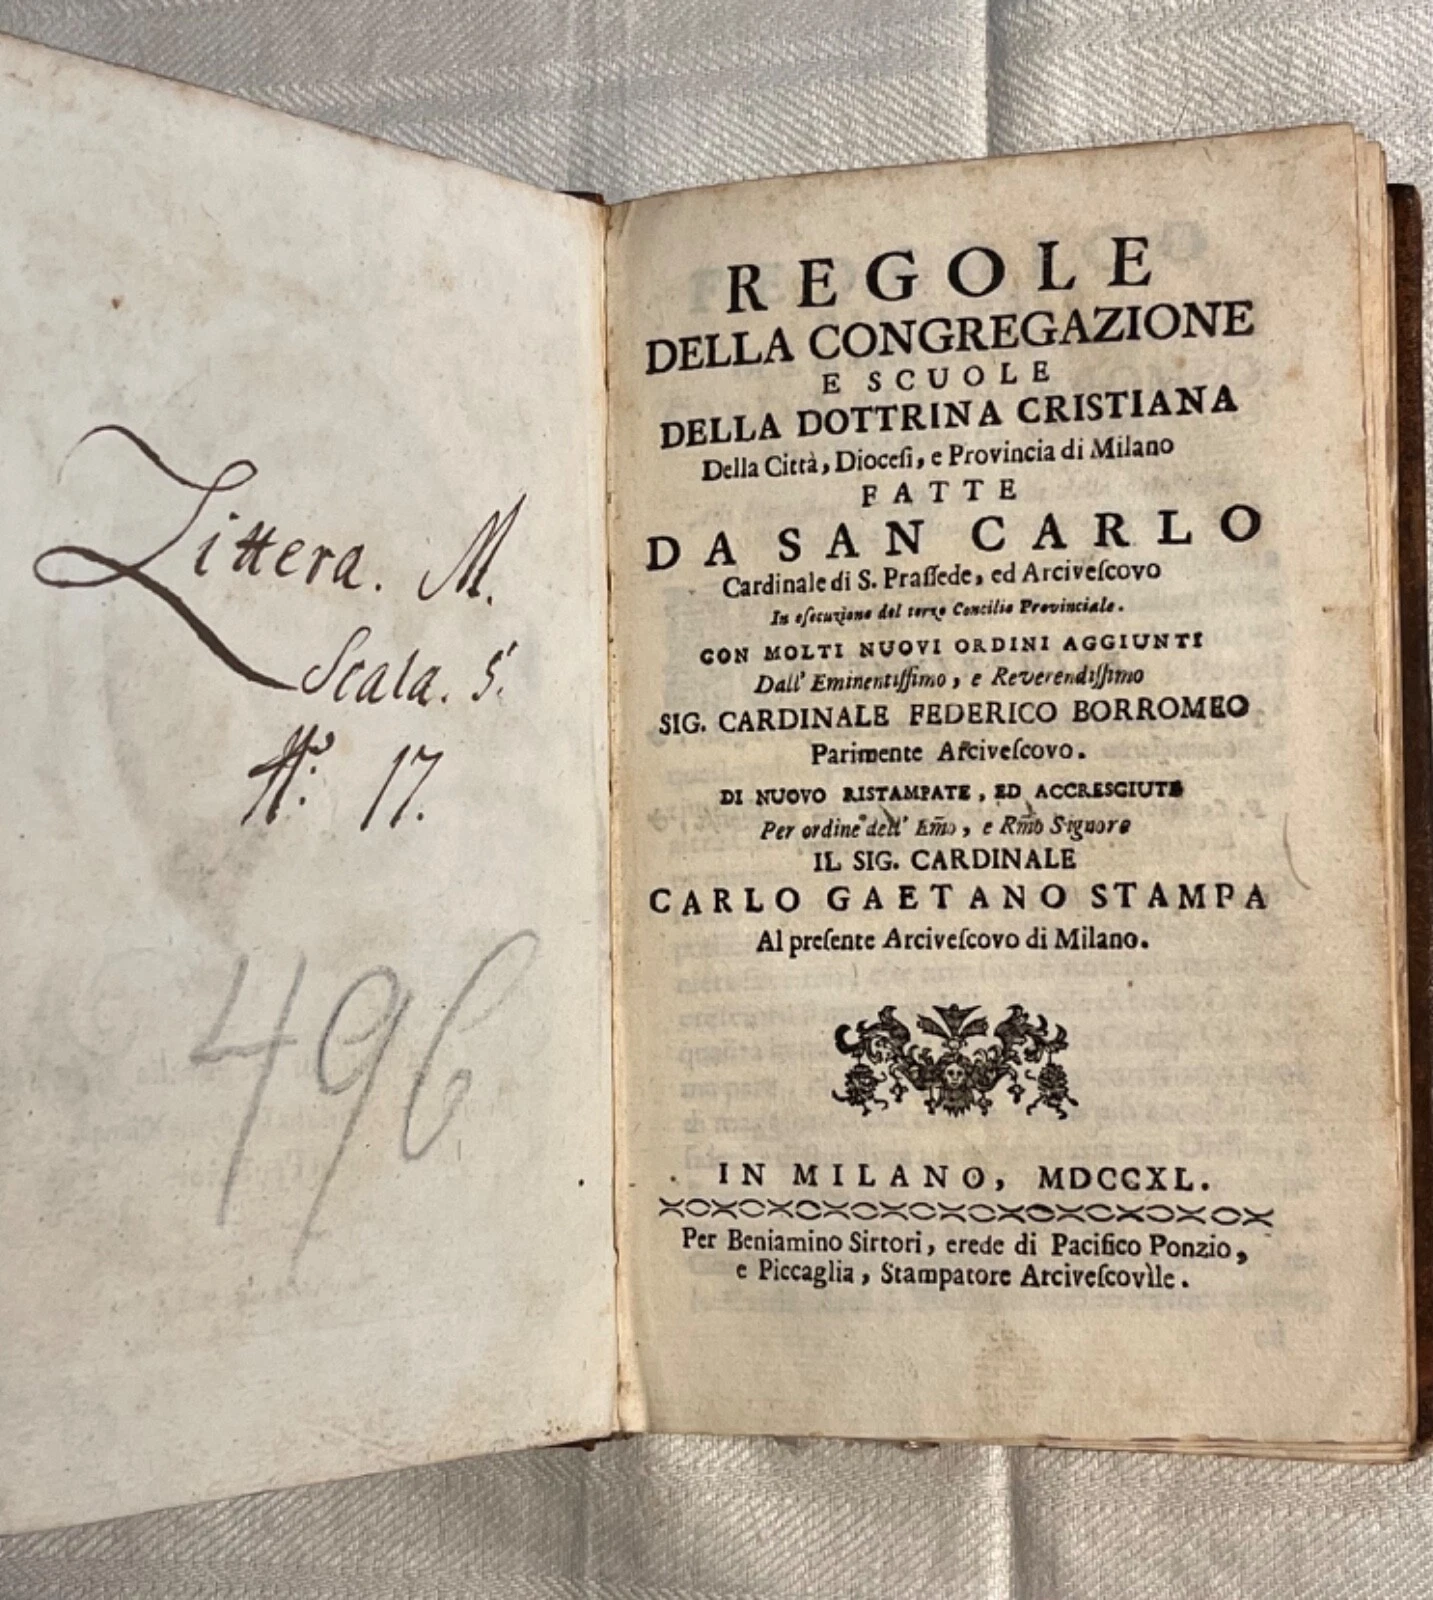 Littera. M.
Scala. 5.
N.º 17.
496
REGOLE
DELLA CONGREGAZIONE
E SCUOLE
DELLA DOTTRINA CRISTIANA
Della Città, Diocesi, e Provincia di Milano
FATTE
DA SAN CARLO
Cardinale di S. Praſſede, ed Arciveſcovo
In eſecuzione del terzo Concilio Provinciale.
CON MOLTI NUOVI ORDINI AGGIUNTI
Dall' Eminentiſſimo, e Reverendiſſimo
SIG. CARDINALE FEDERICO BORROMEO
Parimente Arciveſcovo.
DI NUOVO RISTAMPATE, ED ACCRESCIUTE
Per ordine dell' Em̃o, e Rm̃o Signore
IL SIG. CARDINALE
CARLO GAETANO STAMPA
Al preſente Arciveſcovo di Milano.
IN MILANO, MDCCXL.
Per Beniamino Sirtori, erede di Pacifico Ponzio,
e Piccaglia, Stampatore Arciveſcovìle.